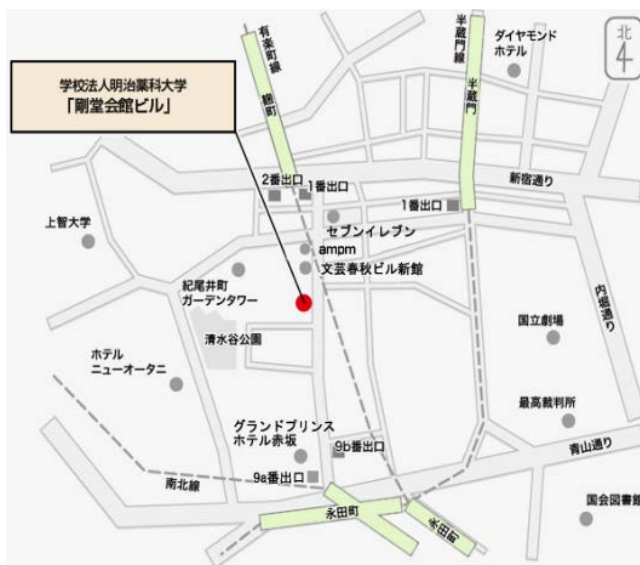 有楽町線
麹町
半蔵門線
半蔵門
ダイヤモンド
ホテル
北
学校法人明治薬科大学
「剛堂会館ビル」
2番出口
1番出口
新宿通り
1番出口
上智大学
セブンイレブン
ampm
文芸春秋ビル新館
紀尾井町
ガーデンタワー
内堀通り
清水谷公園
国立劇場
ホテル
ニューオータニ
最高裁判所
グランドプリンス
ホテル赤坂
9b番出口
青山通り
9a番出口
南北線
永田町
永田町
国会図書館